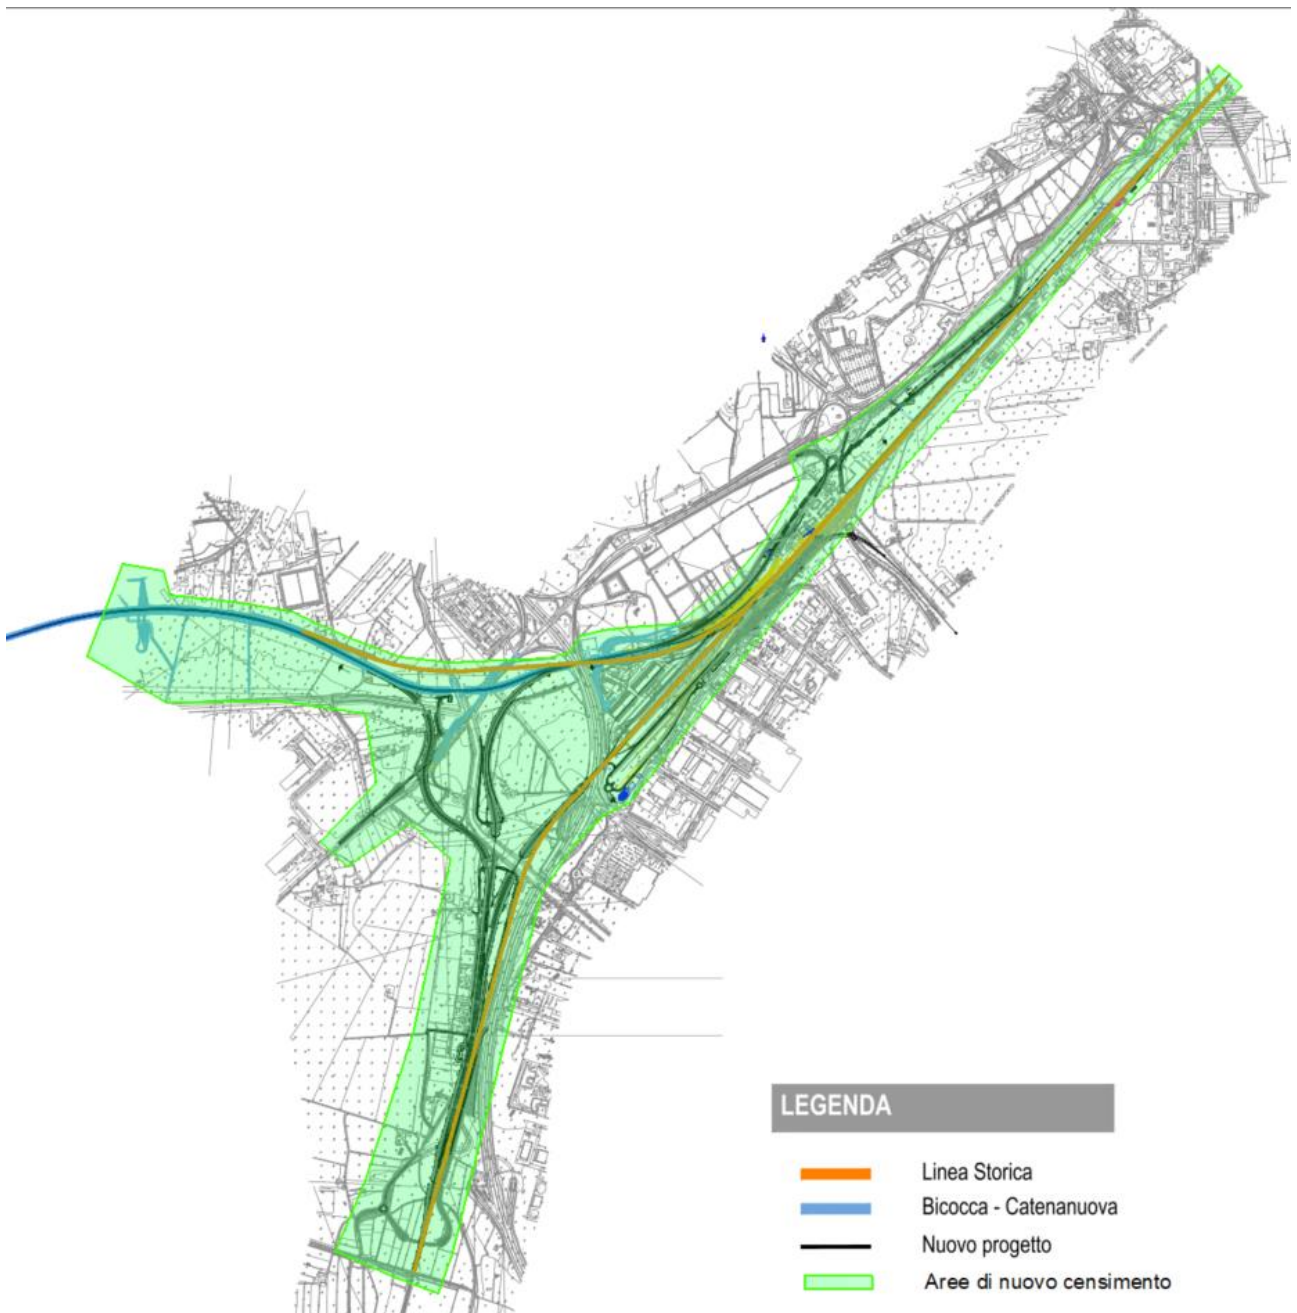 LEGENDA
Linea Storica
Bicocca - Catenanuova
Nuovo progetto
Aree di nuovo censimento